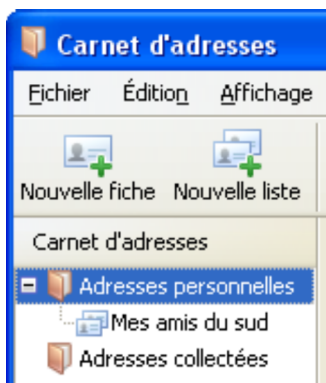 Carnet d'adresses
Fichier Édition Affichage
Nouvelle fiche Nouvelle liste
Carnet d'adresses
Adresses personnelles
Mes amis du sud
Adresses collectées